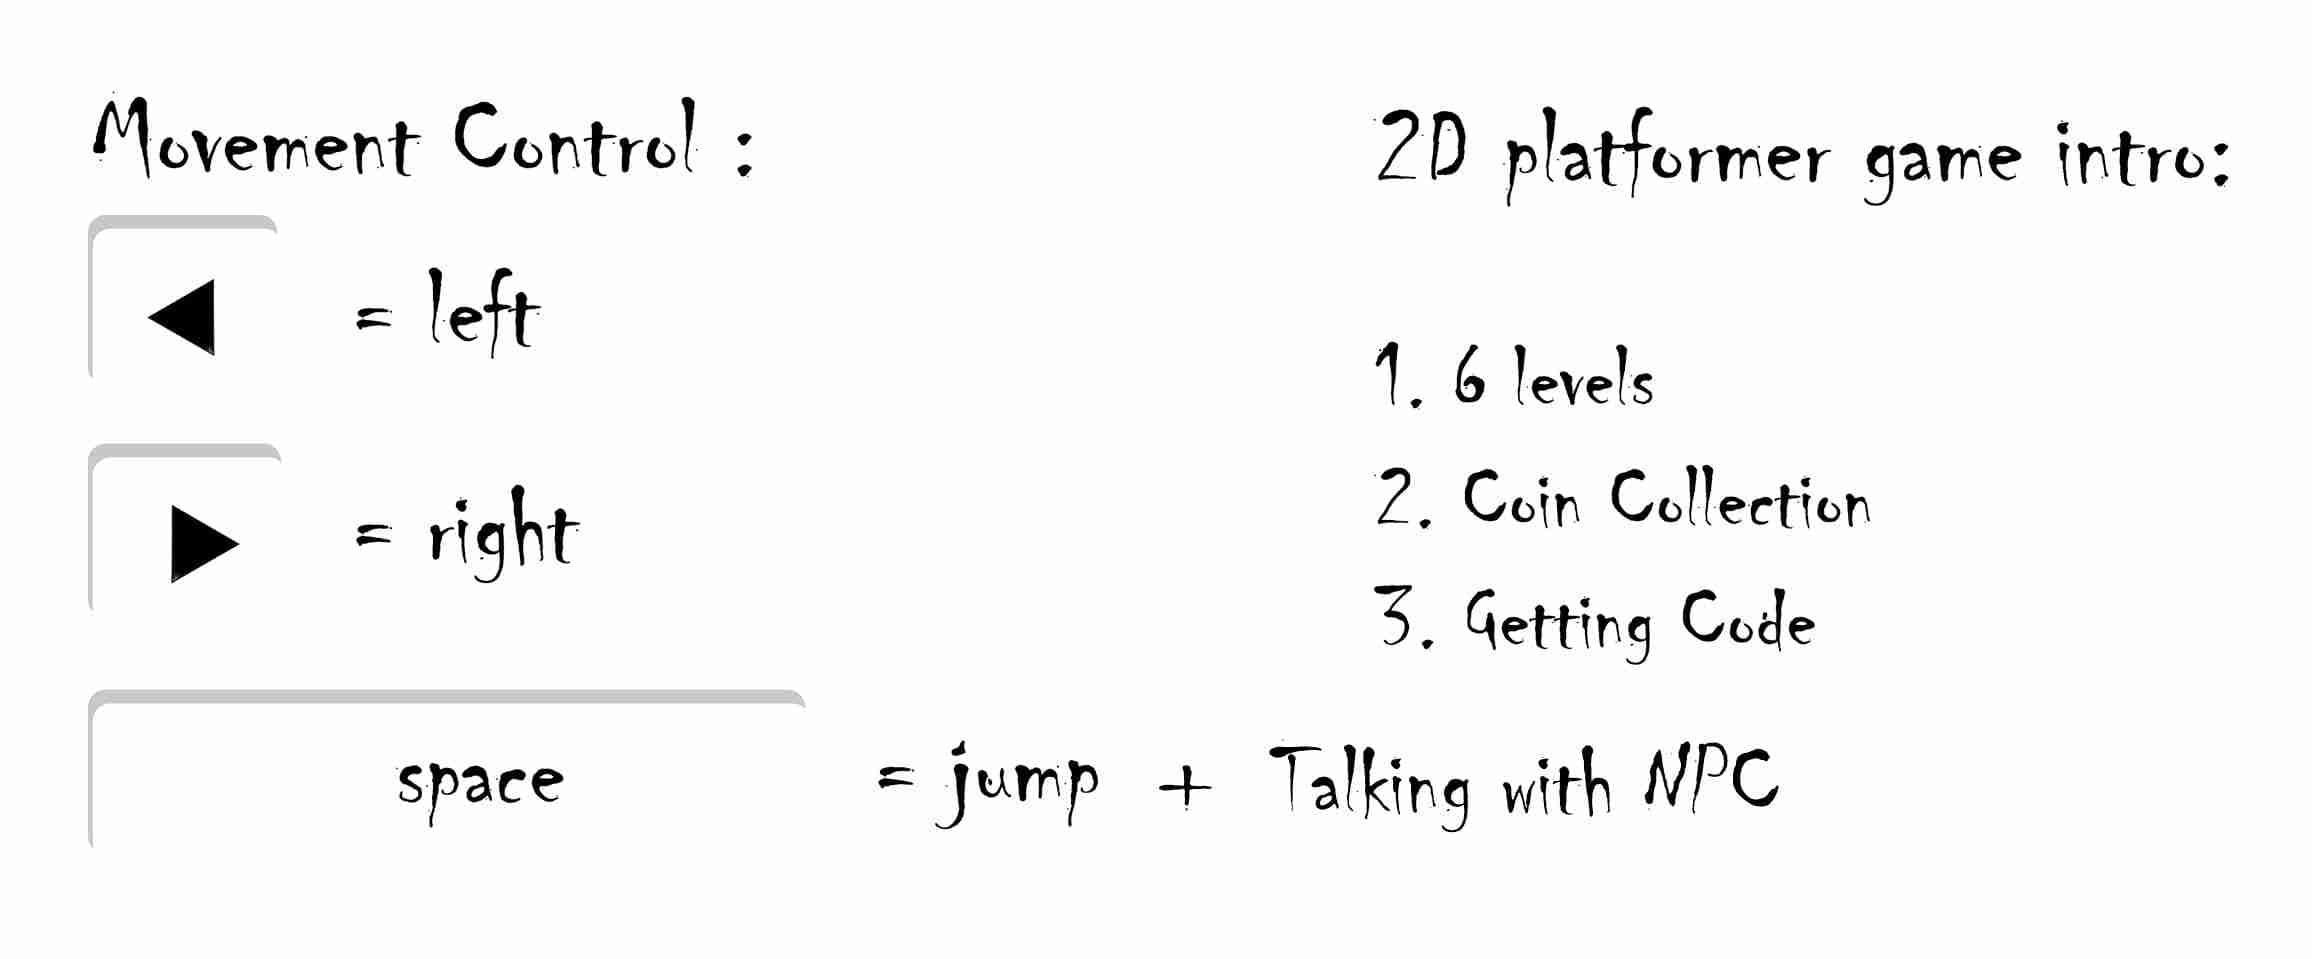 Movement Control :
= left
= right
space = jump + Talking with NPC
2D platformer game intro:
1. 6 levels
2. Coin Collection
3. Getting Code